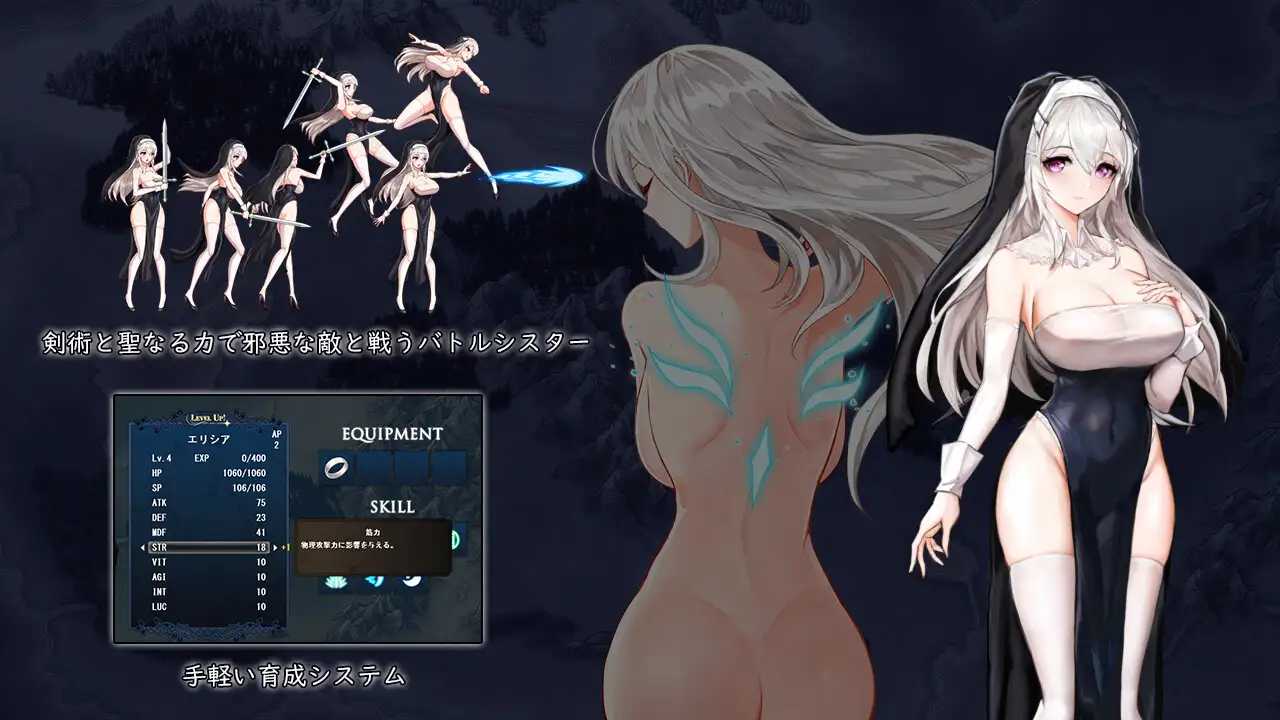 剣術と聖なる力で邪悪な敵と戦うバトルシスター
LEVEL UP!
エリシア
AP
2
Lv.4 EXP 0/400
HP 1060/1060
SP 106/106
ATK 75
DEF 23
MDF 41
STR 18 +1
VIT 10
AGI 10
INT 10
LUC 10
EQUIPMENT
SKILL
筋力
物理攻撃力に影響を与える。
手軽い育成システム